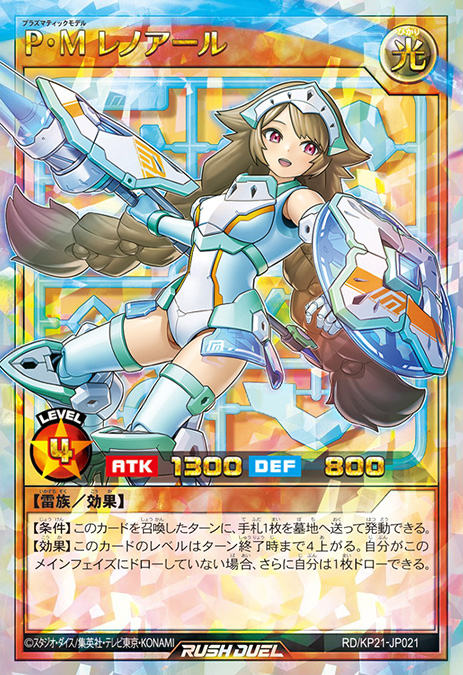 プラズマティックモデル
P・M レノアール
ひかり
光
LEVEL
4
ATK 1300 DEF 800
【雷族／効果】
【条件】このカードを召喚したターンに、手札1枚を墓地へ送って発動できる。
【効果】このカードのレベルはターン終了時まで4上がる。自分がこの
メインフェイズにドローしていない場合、さらに自分は1枚ドローできる。
©スタジオ・ダイス/集英社・テレビ東京・KONAMI
RUSH DUEL
RD/KP21-JP021